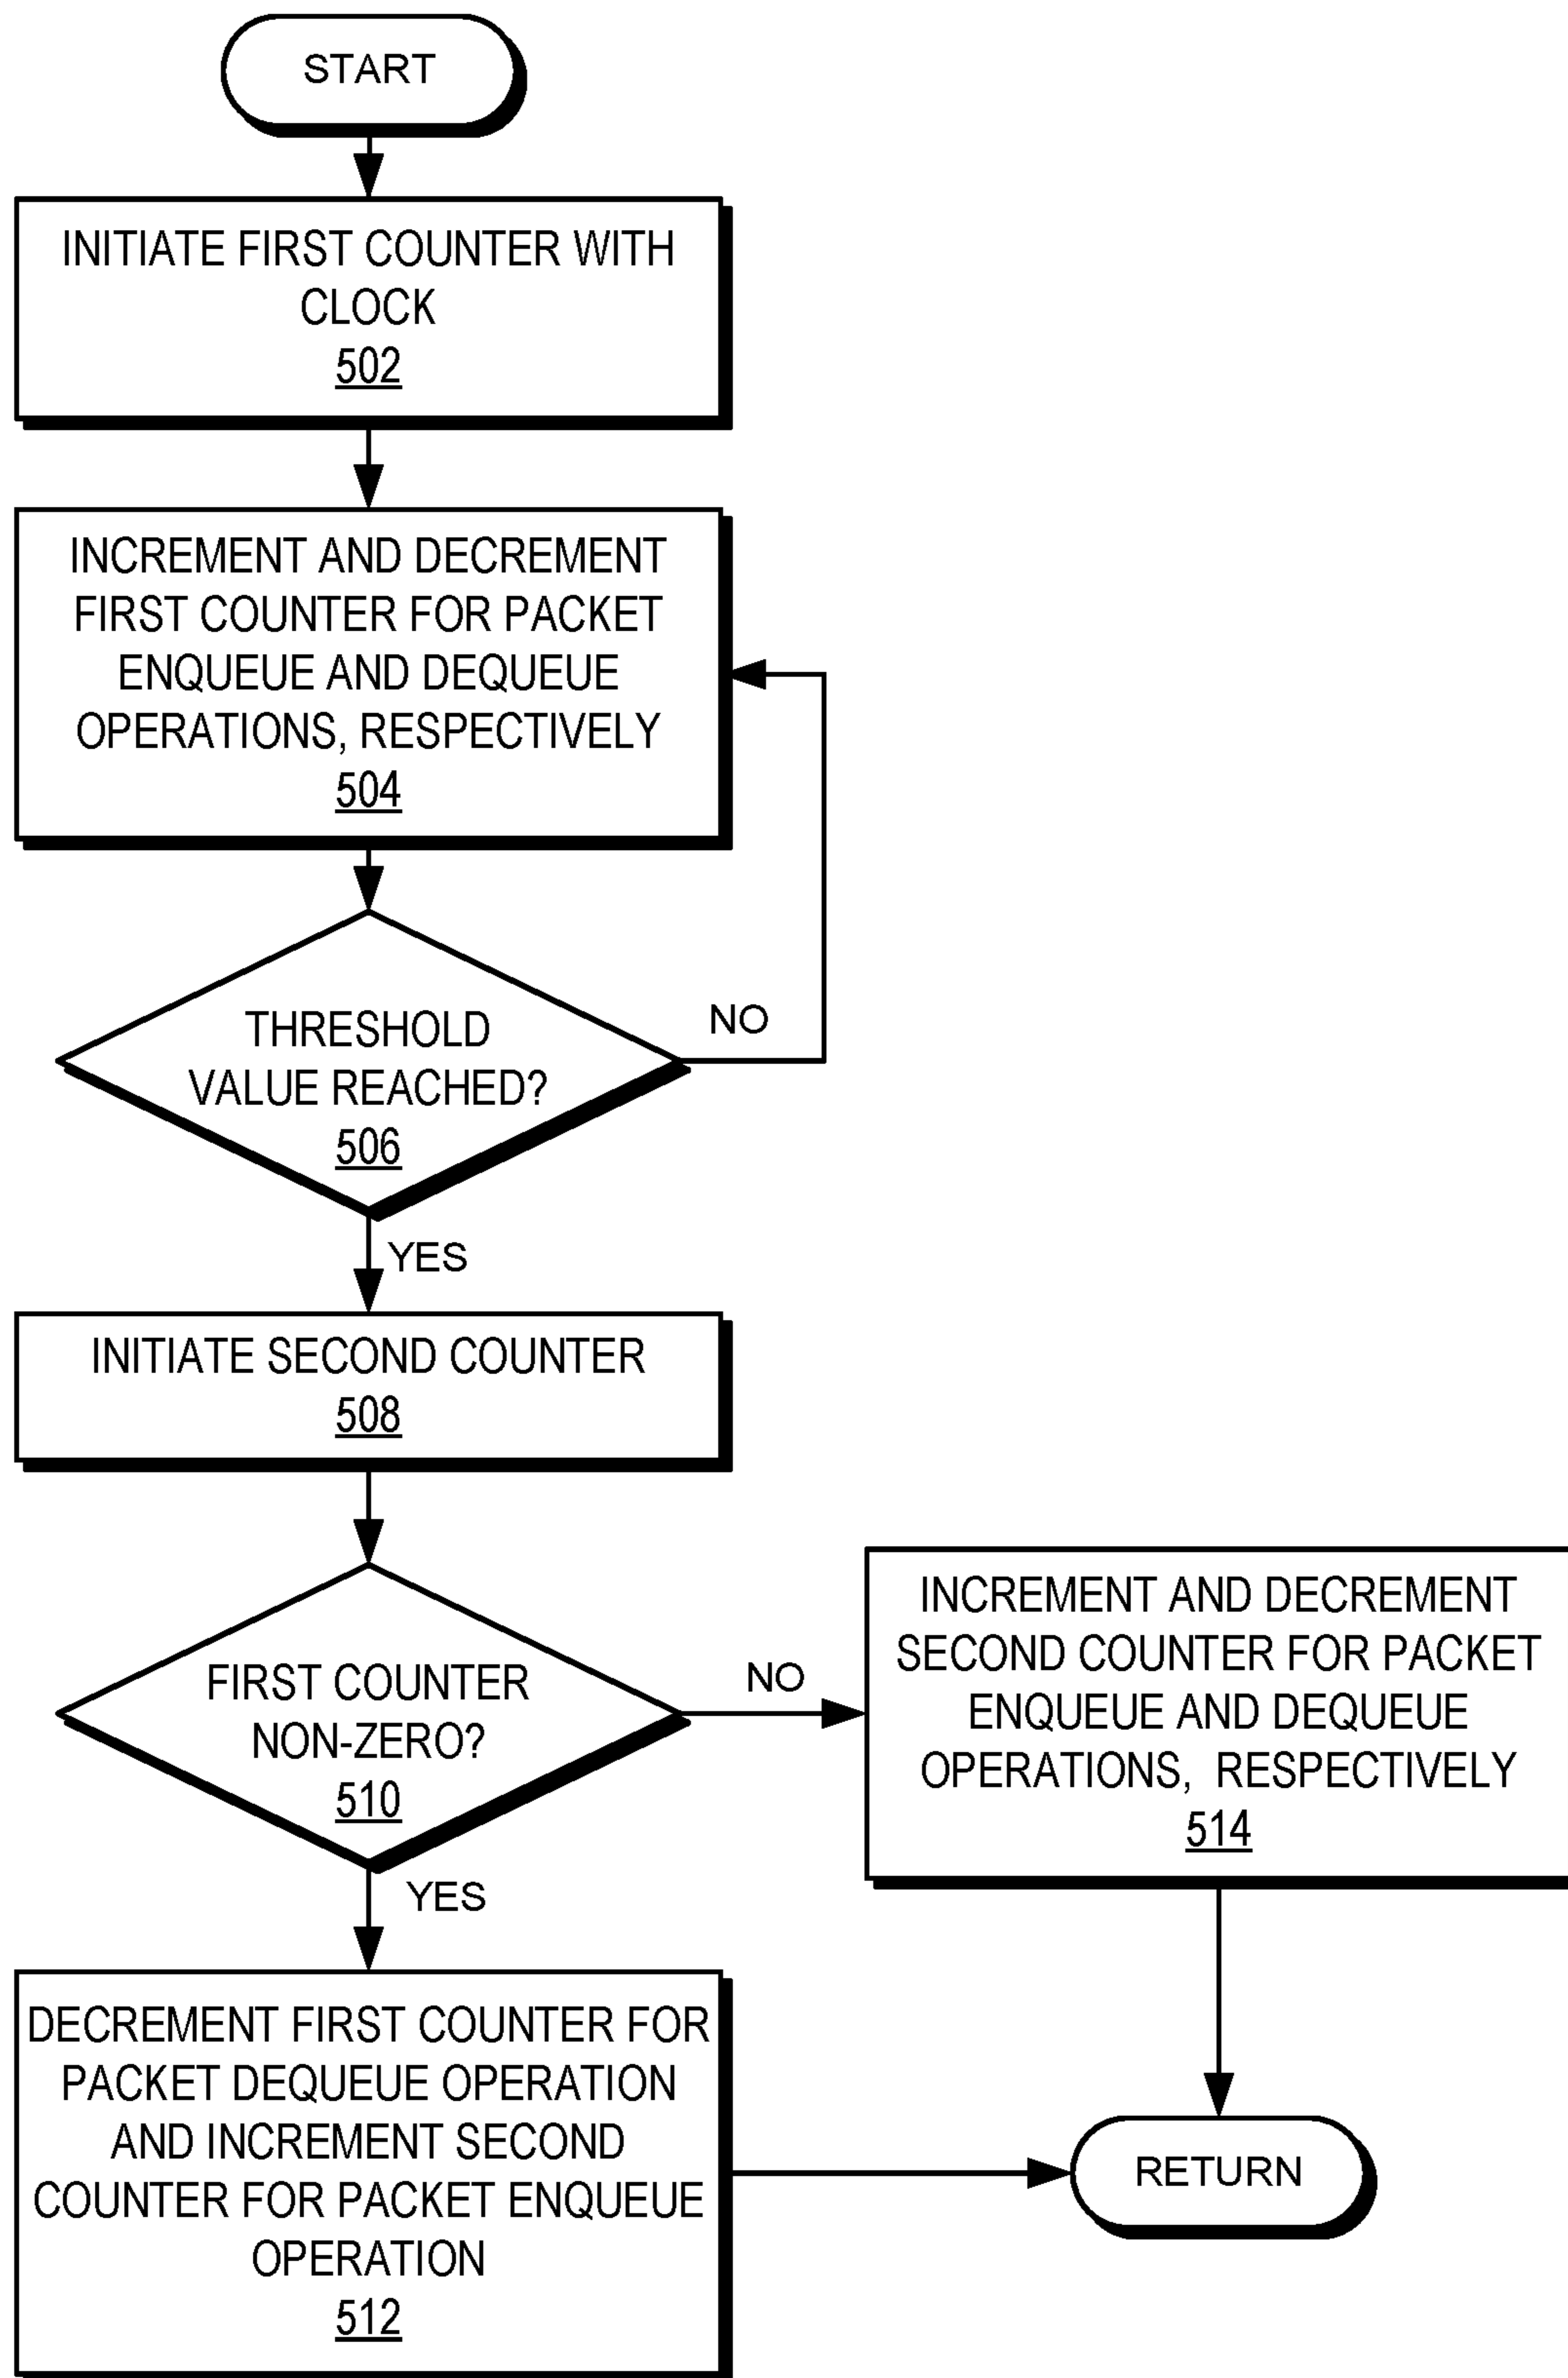 START
INITIATE FIRST COUNTER WITH
CLOCK
502
INCREMENT AND DECREMENT
FIRST COUNTER FOR PACKET
ENQUEUE AND DEQUEUE
OPERATIONS, RESPECTIVELY
504
THRESHOLD
VALUE REACHED?
506
NO
YES
INITIATE SECOND COUNTER
508
FIRST COUNTER
NON-ZERO?
510
NO
YES
INCREMENT AND DECREMENT
SECOND COUNTER FOR PACKET
ENQUEUE AND DEQUEUE
OPERATIONS, RESPECTIVELY
514
DECREMENT FIRST COUNTER FOR
PACKET DEQUEUE OPERATION
AND INCREMENT SECOND
COUNTER FOR PACKET ENQUEUE
OPERATION
512
RETURN